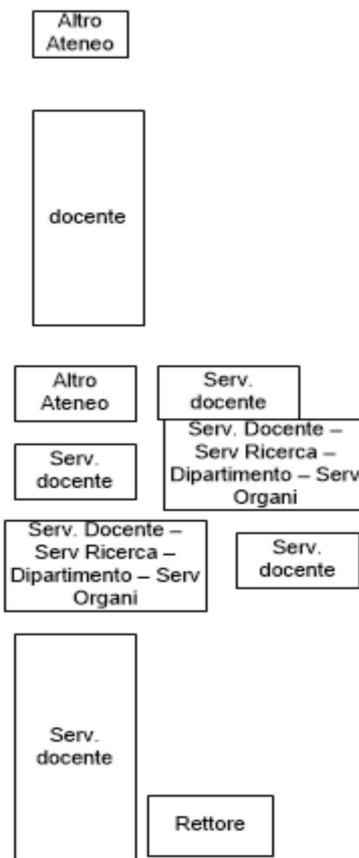 Altro
Ateneo
docente
Altro
Ateneo
Serv.
docente
Serv. Docente –
Serv Ricerca –
Dipartimento – Serv
Organi
Serv.
docente
Serv. Docente –
Serv Ricerca –
Dipartimento – Serv
Organi
Serv.
docente
Serv.
docente
Rettore